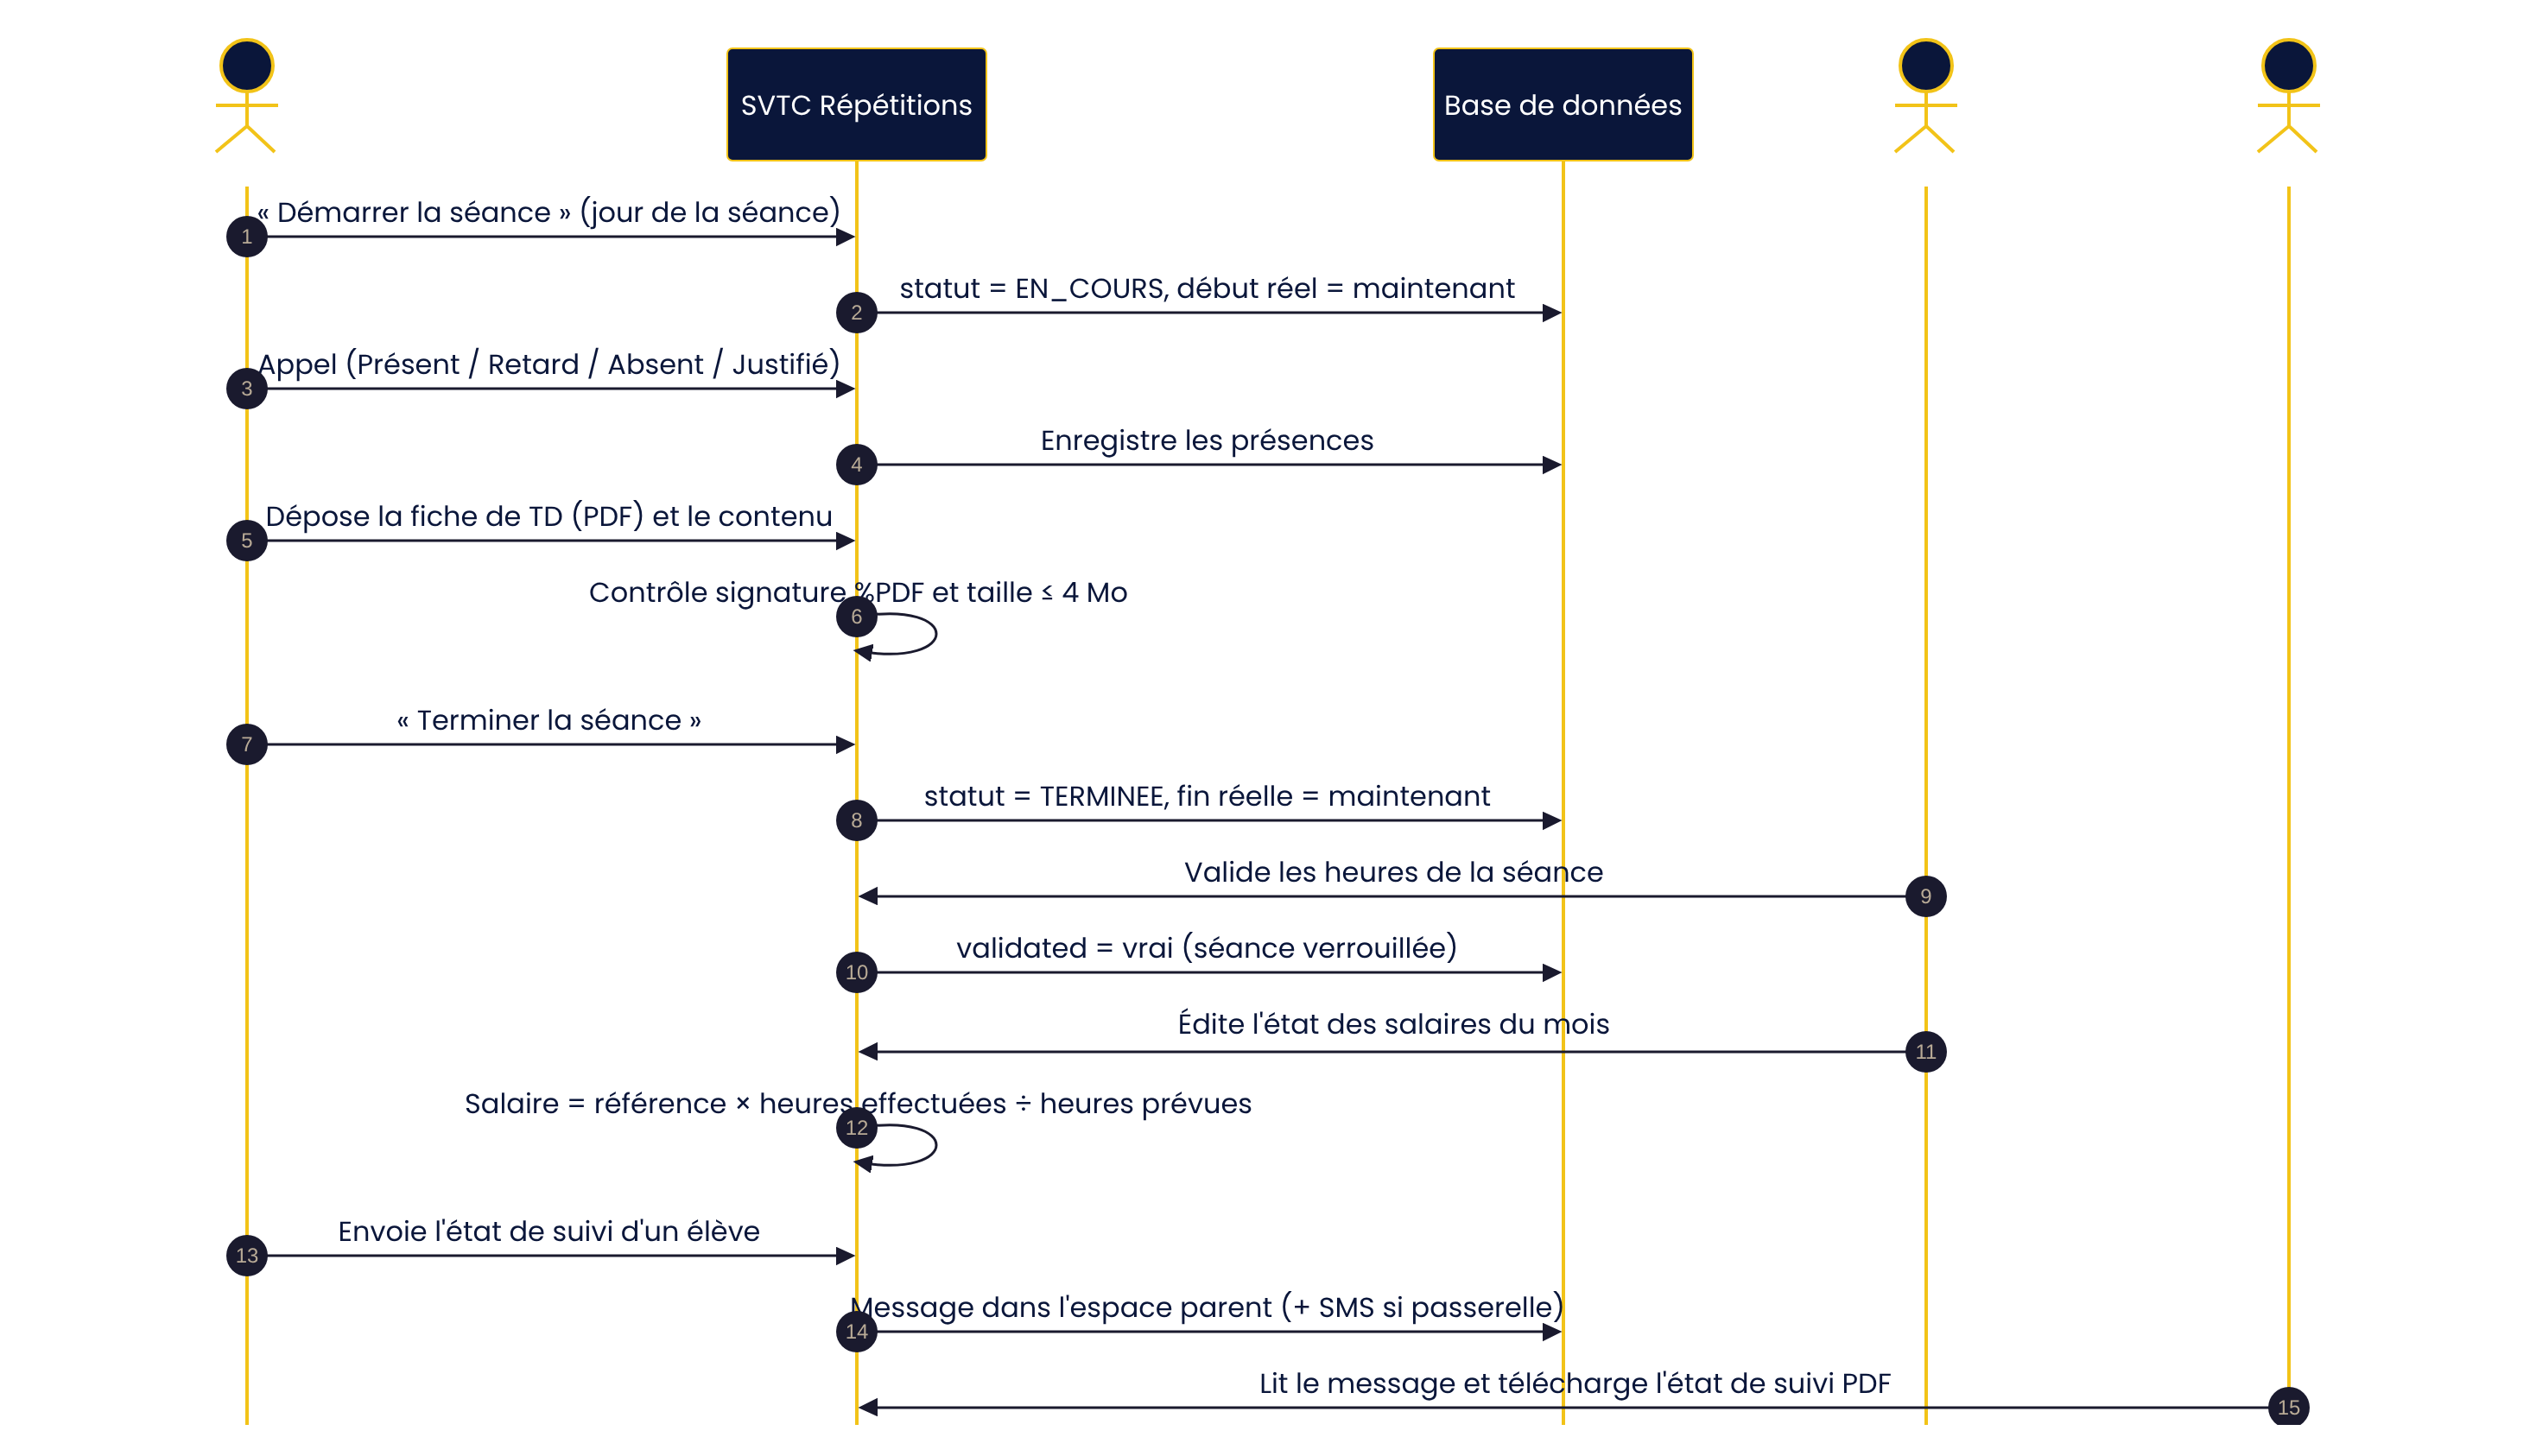 SVTC Répétitions
Base de données
« Démarrer la séance » (jour de la séance)
1
statut = EN_COURS, début réel = maintenant
2
Appel (Présent / Retard / Absent / Justifié)
3
Enregistre les présences
4
Dépose la fiche de TD (PDF) et le contenu
5
Contrôle signature %PDF et taille ≤ 4 Mo
6
« Terminer la séance »
7
statut = TERMINEE, fin réelle = maintenant
8
Valide les heures de la séance
9
validated = vrai (séance verrouillée)
10
Édite l'état des salaires du mois
11
Salaire = référence × heures effectuées ÷ heures prévues
12
Envoie l'état de suivi d'un élève
13
Message dans l'espace parent (+ SMS si passerelle)
14
Lit le message et télécharge l'état de suivi PDF
15